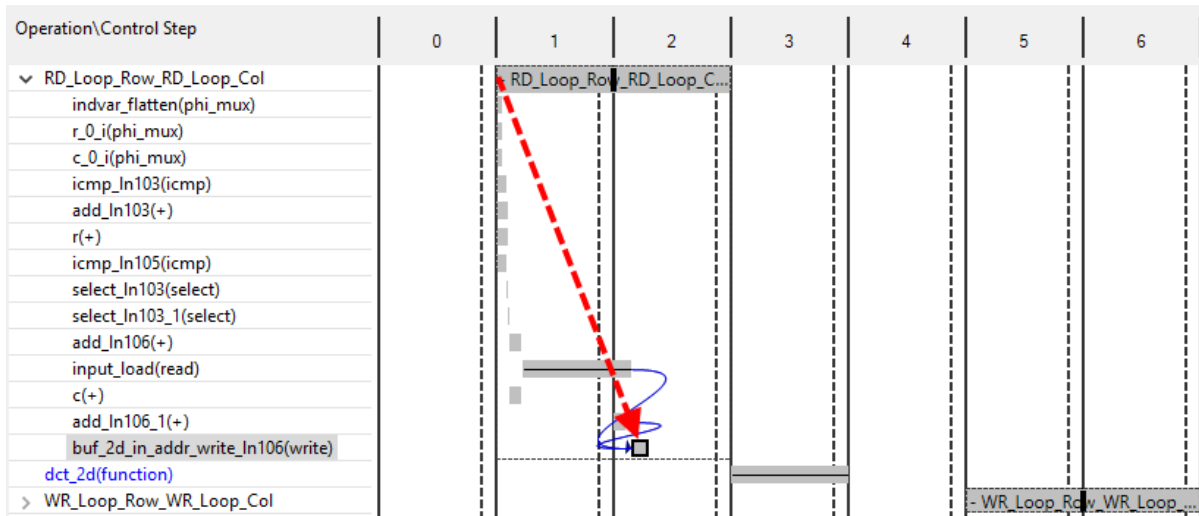 Operation\Control Step
0 1 2 3 4 5 6
RD_Loop_Row_RD_Loop_Col - RD_Loop_Row_RD_Loop_C...
indvar_flatten(phi_mux)
r_0_i(phi_mux)
c_0_i(phi_mux)
icmp_ln103(icmp)
add_ln103(+)
r(+)
icmp_ln105(icmp)
select_ln103(select)
select_ln103_1(select)
add_ln106(+)
input_load(read)
c(+)
add_ln106_1(+)
buf_2d_in_addr_write_ln106(write)
dct_2d(function)
WR_Loop_Row_WR_Loop_Col - WR_Loop_Row_WR_Loop_...